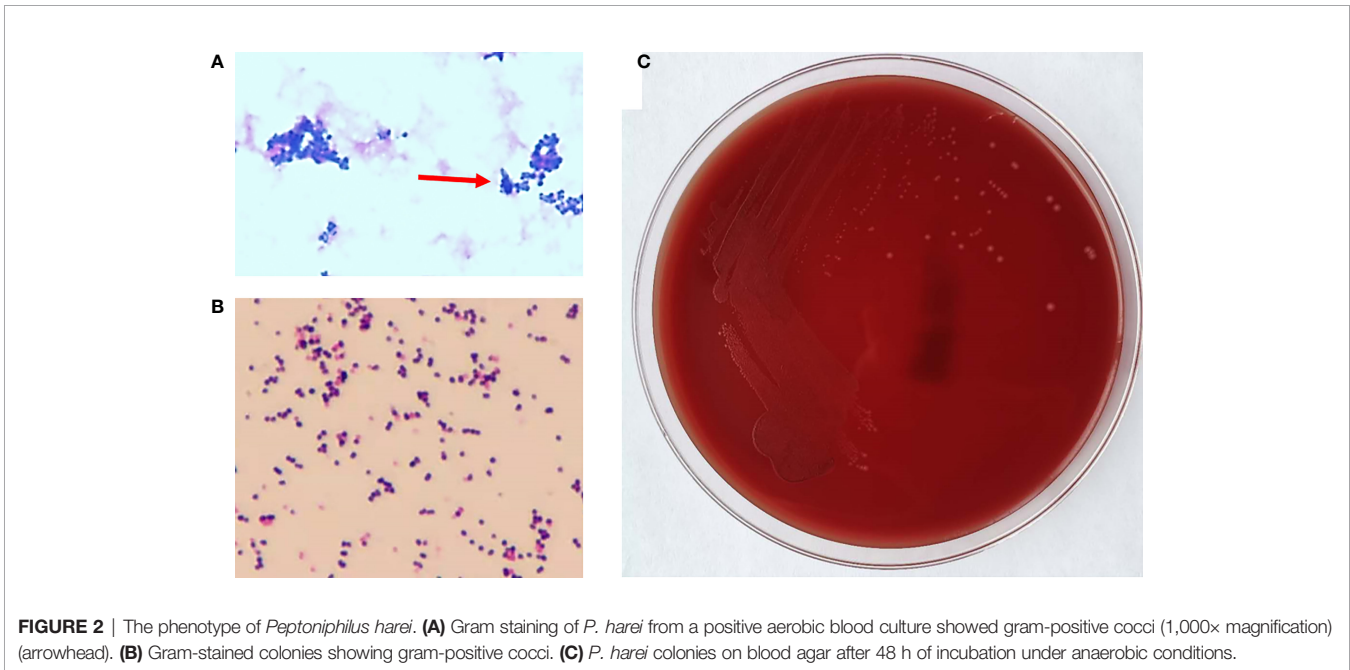 A
C
B
FIGURE 2 | The phenotype of Peptoniphilus harei. (A) Gram staining of P. harei from a positive aerobic blood culture showed gram-positive cocci (1,000× magnification)
(arrowhead). (B) Gram-stained colonies showing gram-positive cocci. (C) P. harei colonies on blood agar after 48 h of incubation under anaerobic conditions.